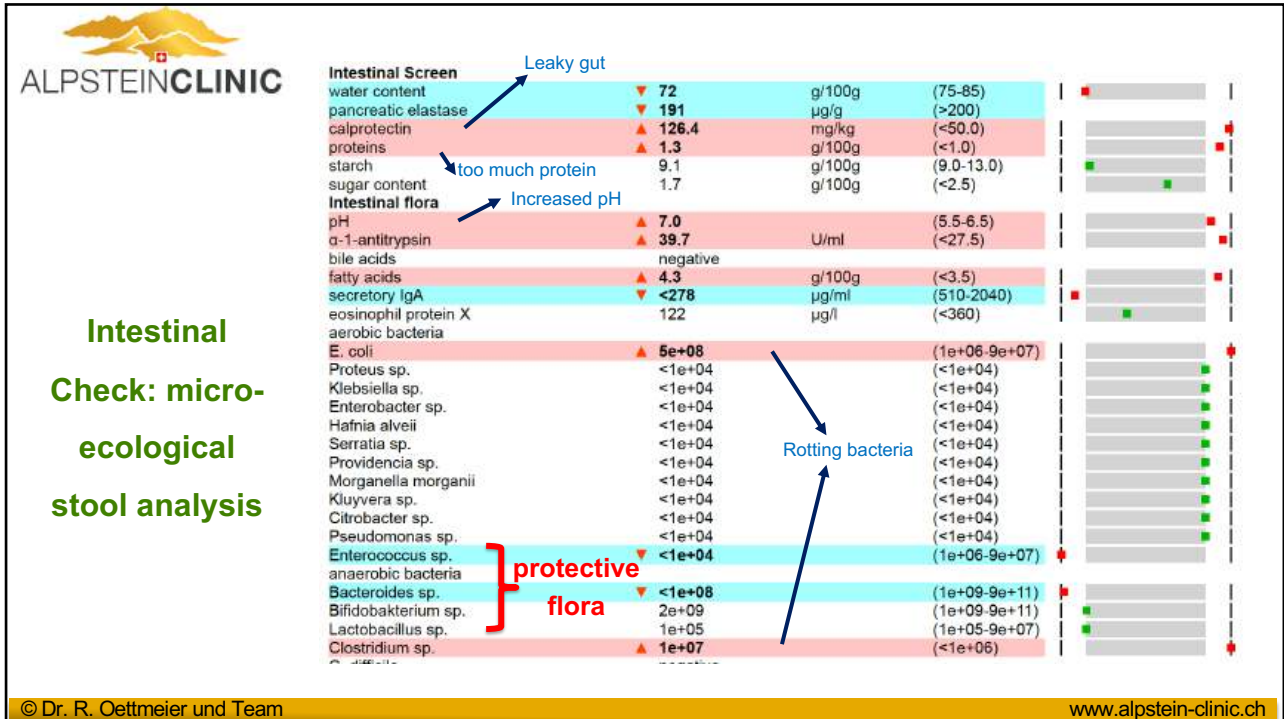 ALPSTEINCLINIC
Intestinal
Check: micro-
ecological
stool analysis
Leaky gut
Intestinal Screen
water content ▼ 72 g/100g (75-85)
pancreatic elastase ▼ 191 µg/g (>200)
calprotectin ▲ 126.4 mg/kg (<50.0)
proteins ▲ 1.3 g/100g (<1.0)
starch 9.1 g/100g (9.0-13.0)
too much protein
sugar content 1.7 g/100g (<2.5)
Increased pH
Intestinal flora
pH ▲ 7.0 (5.5-6.5)
α-1-antitrypsin ▲ 39.7 U/ml (<27.5)
bile acids negative
fatty acids ▲ 4.3 g/100g (<3.5)
secretory IgA ▼ <278 µg/ml (510-2040)
eosinophil protein X 122 µg/l (<360)
aerobic bacteria
E. coli ▲ 5e+08 (1e+06-9e+07)
Proteus sp. <1e+04 (<1e+04)
Klebsiella sp. <1e+04 (<1e+04)
Enterobacter sp. <1e+04 (<1e+04)
Hafnia alveii <1e+04 (<1e+04)
Serratia sp. <1e+04 (<1e+04)
Rotting bacteria
Providencia sp. <1e+04 (<1e+04)
Morganella morganii <1e+04 (<1e+04)
Kluyvera sp. <1e+04 (<1e+04)
Citrobacter sp. <1e+04 (<1e+04)
Pseudomonas sp. <1e+04 (<1e+04)
Enterococcus sp. ▼ <1e+04 (1e+06-9e+07)
anaerobic bacteria
protective
flora
Bacteroides sp. ▼ <1e+08 (1e+09-9e+11)
Bifidobakterium sp. 2e+09 (1e+09-9e+11)
Lactobacillus sp. 1e+05 (1e+05-9e+07)
Clostridium sp. ▲ 1e+07 (<1e+06)
© Dr. R. Oettmeier und Team
www.alpstein-clinic.ch